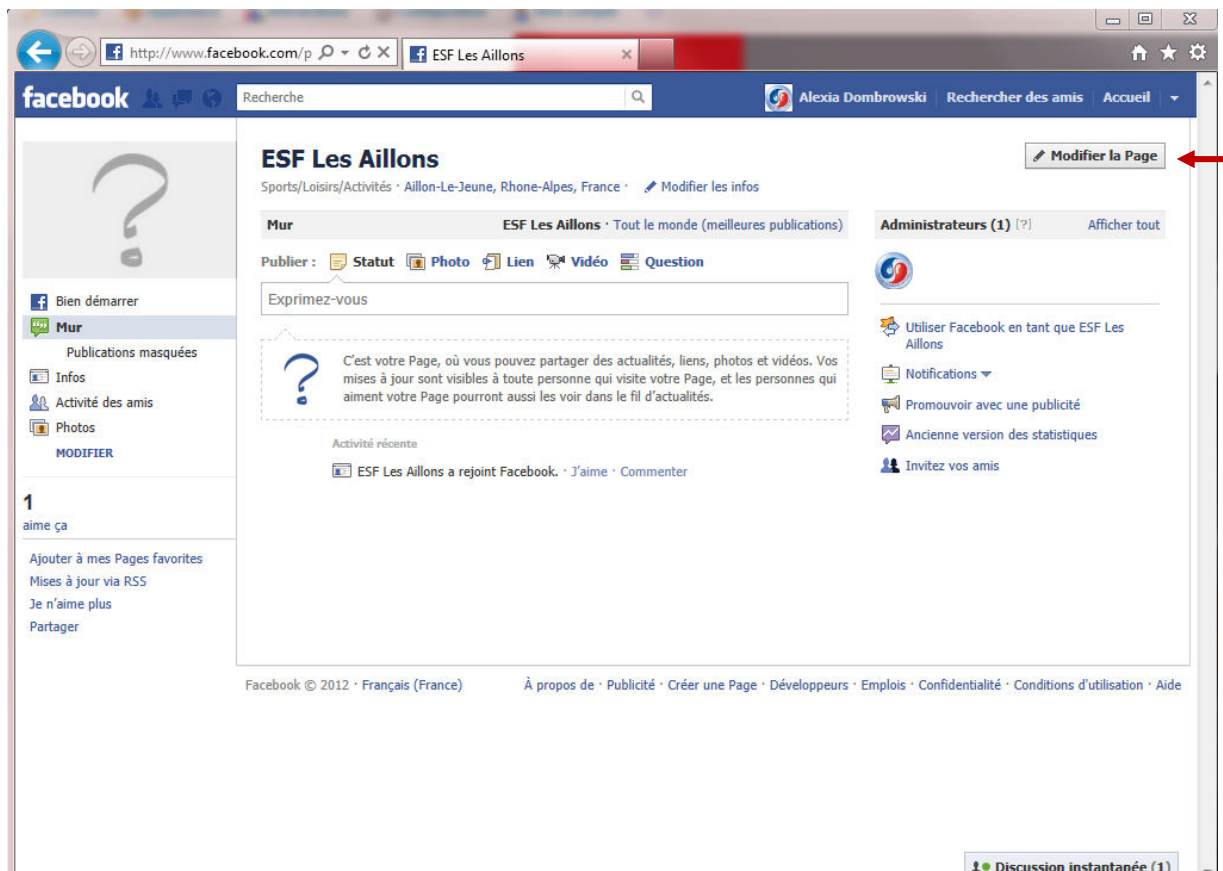 http://www.facebook.com/p
ESF Les Aillons
facebook
Recherche
Alexia Dombrowski
Rechercher des amis
Accueil
ESF Les Aillons
Modifier la Page
Sports/Loisirs/Activités · Aillon-Le-Jeune, Rhone-Alpes, France · Modifier les infos
Mur
ESF Les Aillons · Tout le monde (meilleures publications)
Administrateurs (1) [?]
Afficher tout
Publier : Statut Photo Lien Vidéo Question
Exprimez-vous
C'est votre Page, où vous pouvez partager des actualités, liens, photos et vidéos. Vos
mises à jour sont visibles à toute personne qui visite votre Page, et les personnes qui
aiment votre Page pourront aussi les voir dans le fil d'actualités.
Activité récente
ESF Les Aillons a rejoint Facebook. · J'aime · Commenter
Utiliser Facebook en tant que ESF Les
Aillons
Notifications
Promouvoir avec une publicité
Ancienne version des statistiques
Invitez vos amis
Bien démarrer
Mur
Publications masquées
Infos
Activité des amis
Photos
MODIFIER
1
aime ça
Ajouter à mes Pages favorites
Mises à jour via RSS
Je n'aime plus
Partager
Facebook © 2012 · Français (France)
À propos de · Publicité · Créer une Page · Développeurs · Emplois · Confidentialité · Conditions d'utilisation · Aide
Discussion instantanée (1)